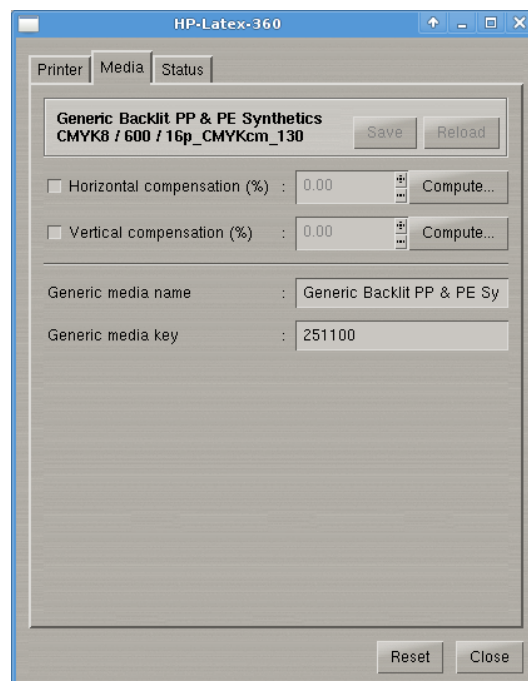 HP-Latex-360
Printer Media Status
Generic Backlit PP & PE Synthetics
CMYK8 / 600 / 16p_CMYKcm_130
Save Reload
Horizontal compensation (%) : 0.00 Compute...
Vertical compensation (%) : 0.00 Compute...
Generic media name : Generic Backlit PP & PE Sy
Generic media key : 251100
Reset Close